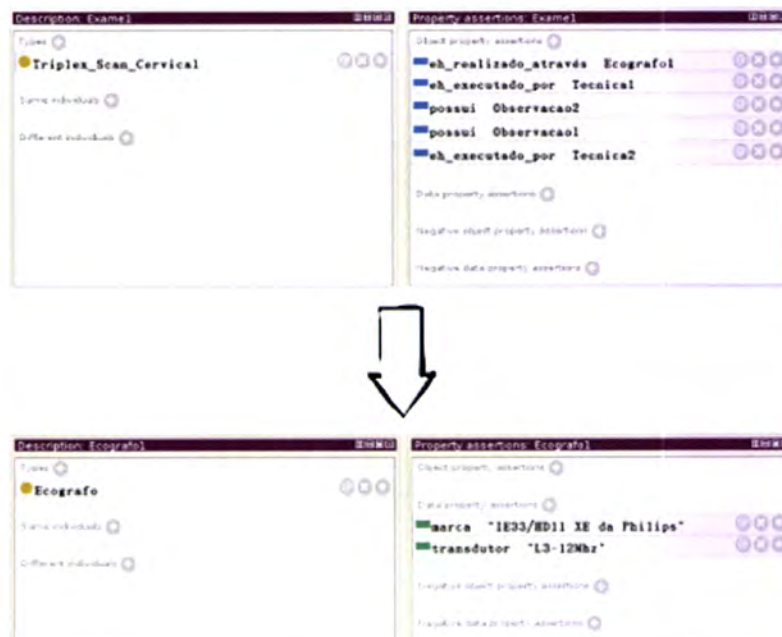 Description: Exame1
Types
Triplex_Scan_Cervical
Same individuals
Different individuals
Property assertions: Exame1
Object property assertions
eh_realizado_através Ecografo1
eh_executado_por Tecnica1
possui Observacao2
possui Observacao1
eh_executado_por Tecnica2
Data property assertions
Negative object property assertions
Negative data property assertions
Description: Ecografo1
Types
Ecografo
Same individuals
Different individuals
Property assertions: Ecografo1
Object property assertions
Data property assertions
marca "IE33/HD11 XE da Philips"
transdutor "L3-12Mhz"
Negative object property assertions
Negative data property assertions